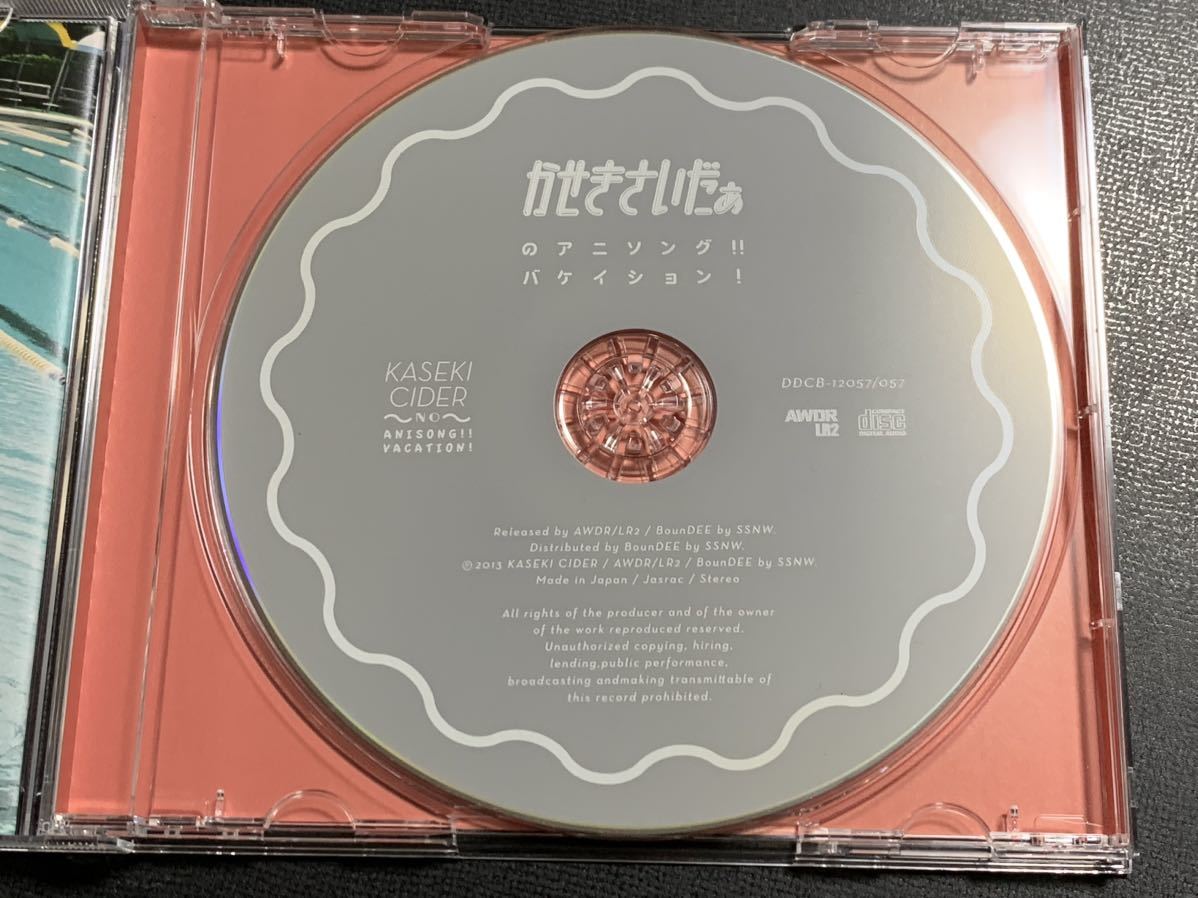 かせきさいだぁ
のアニソング!!
バケイション!
KASEKI
CIDER
〜NO〜
ANISONG!!
VACATION!
DDCB-12057/057
AWDR
LR2
COMPACT
disc
DIGITAL AUDIO
Released by AWDR/LR2 / BounDEE by SSNW.
Distributed by BounDEE by SSNW.
℗2013 KASEKI CIDER / AWDR/LR2 / BounDEE by SSNW.
Made in Japan / Jasrac / Stereo
All rights of the producer and of the owner
of the work reproduced reserved.
Unauthorized copying, hiring,
lending,public performance,
broadcasting andmaking transmittable of
this record prohibited.